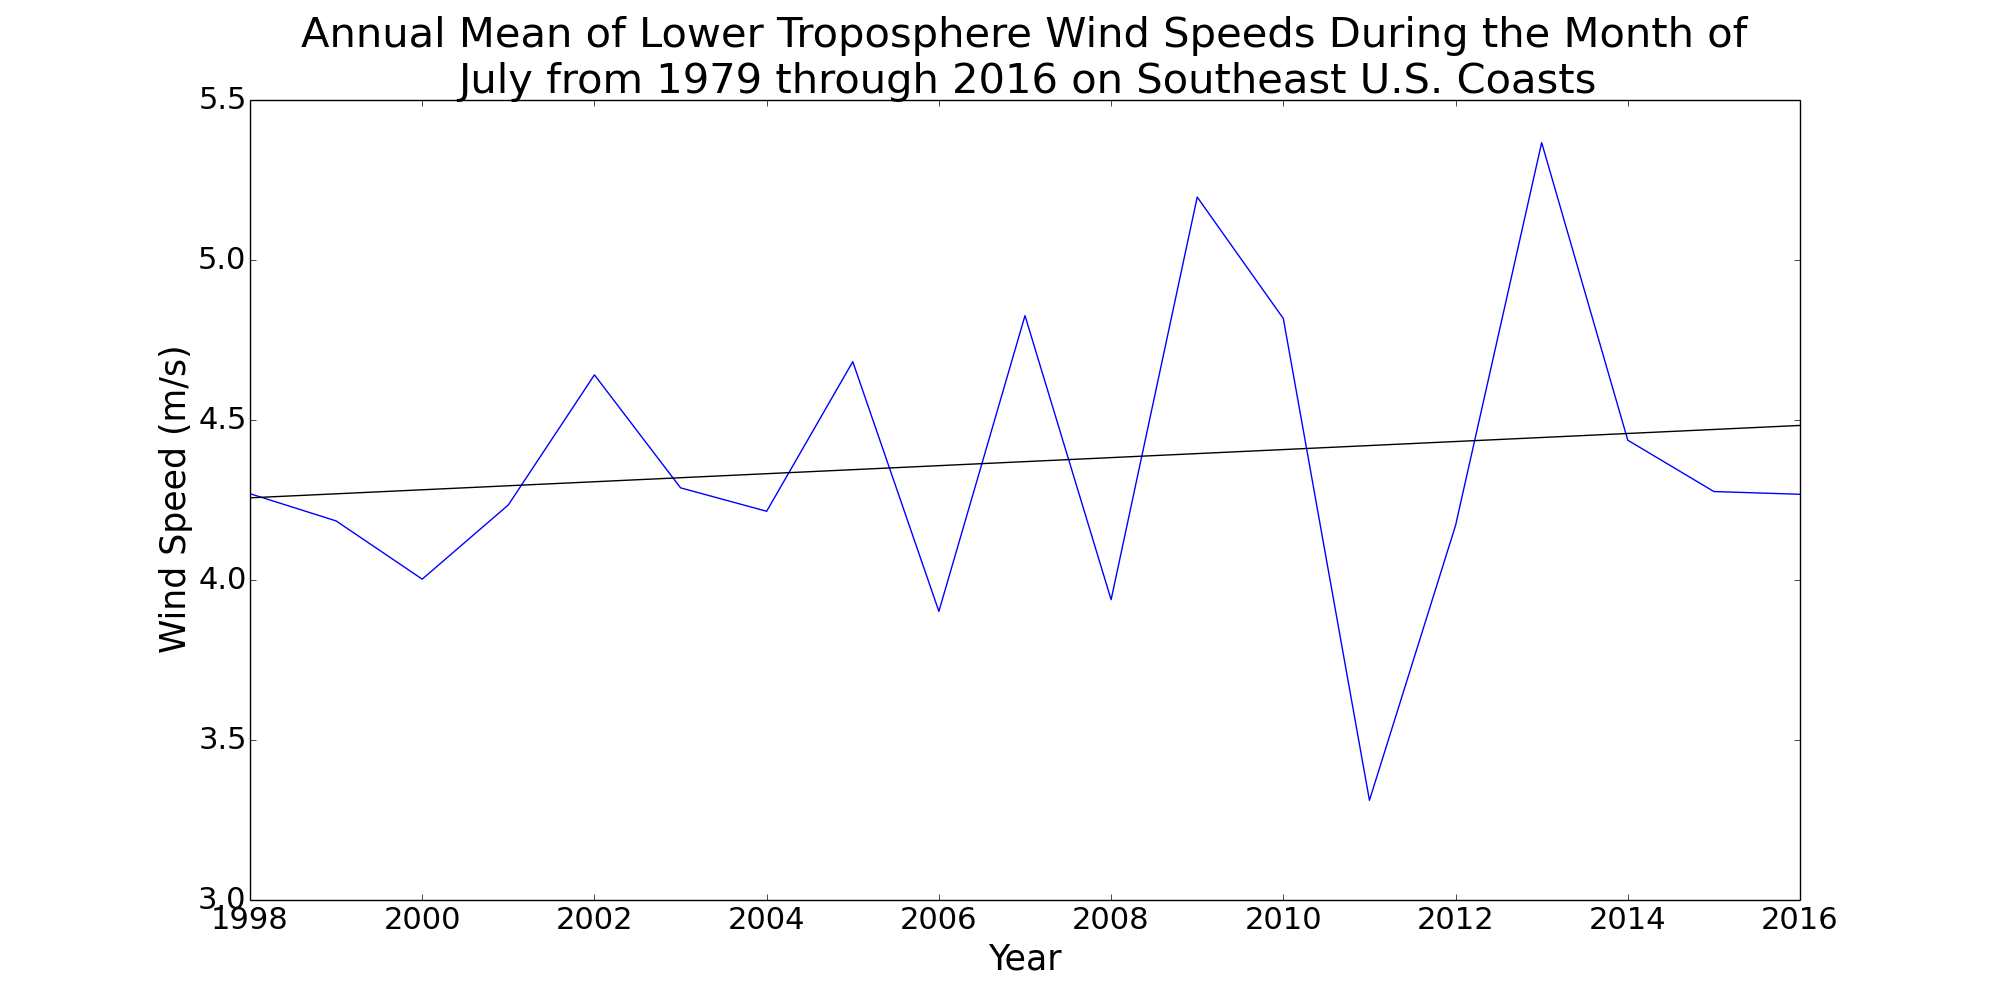 Annual Mean of Lower Troposphere Wind Speeds During the Month of
July from 1979 through 2016 on Southeast U.S. Coasts
5.5
5.0
4.5
4.0
3.5
3.0
Wind Speed (m/s)
1998 2000 2002 2004 2006 2008 2010 2012 2014 2016
Year